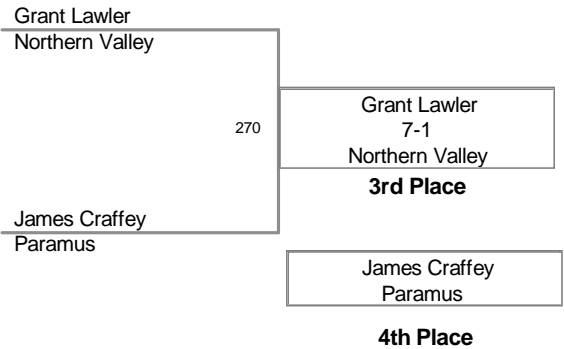 Grant Lawler
Northern Valley
270
Grant Lawler
7-1
Northern Valley
3rd Place
James Craffey
Paramus
James Craffey
Paramus
4th Place